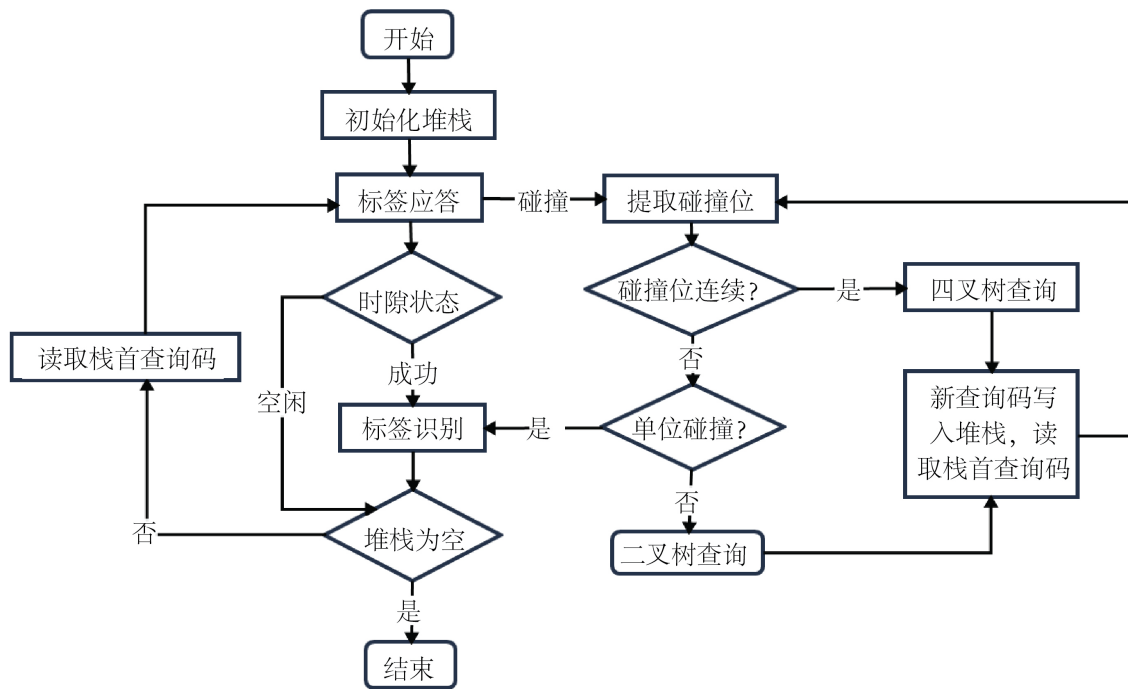 开始
初始化堆栈
标签应答
碰撞
提取碰撞位
时隙状态
碰撞位连续?
是
四叉树查询
读取栈首查询码
空闲
成功
否
新查询码写
入堆栈，读
取栈首查询码
标签识别
是
单位碰撞?
否
否
堆栈为空
二叉树查询
是
结束